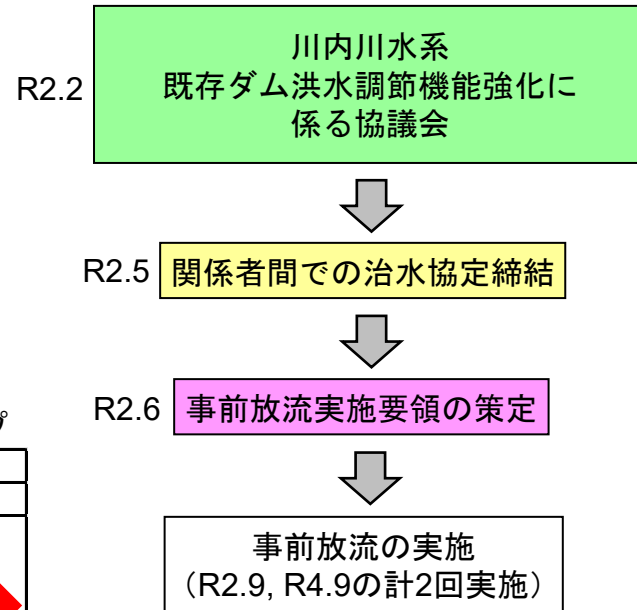 R2.2
川内川水系
既存ダム洪水調節機能強化に
係る協議会
R2.5
関係者間での治水協定締結
R2.6
事前放流実施要領の策定
プ
事前放流の実施
（R2.9, R4.9の計2回実施）